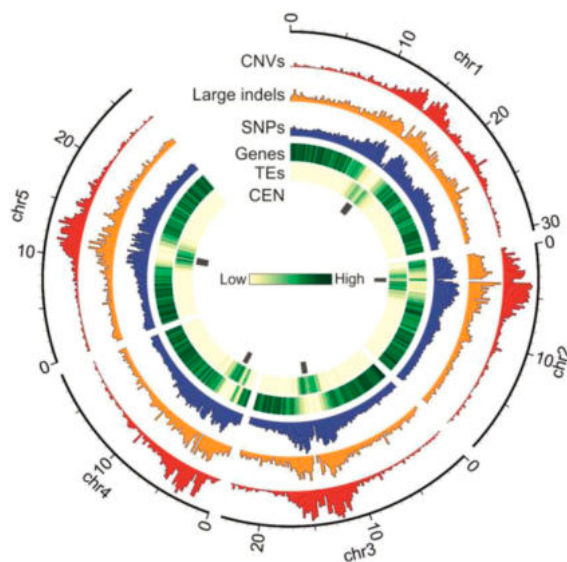 CNVs
Large indels
SNPs
Genes
TEs
CEN
Low
High
0
10
chr1
20
30
0
chr2
10
0
10
chr3
20
0
10
chr4
0
10
chr5
20